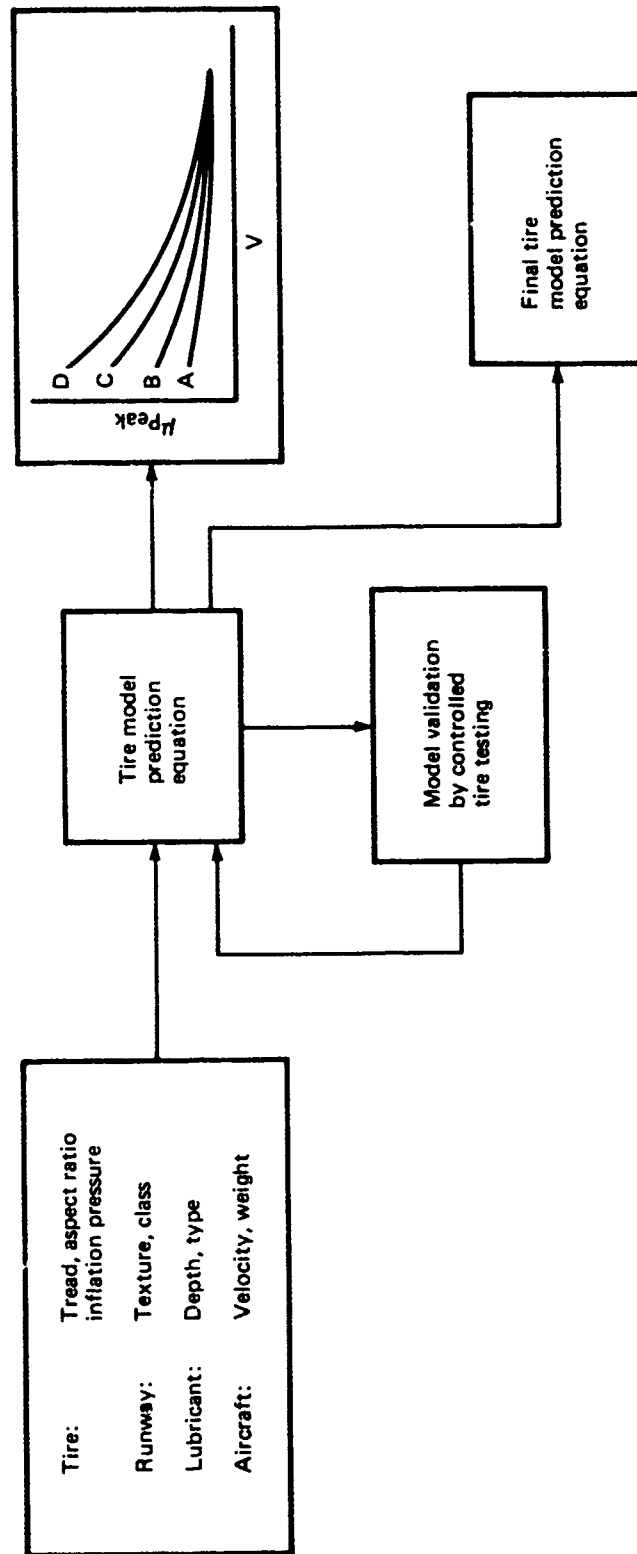 Tire: Tread, aspect ratio
inflation pressure
Runway: Texture, class
Lubricant: Depth, type
Aircraft: Velocity, weight
Tire model
prediction
equation
Model validation
by controlled
tire testing
μPeak
D
C
B
A
V
Final tire
model prediction
equation